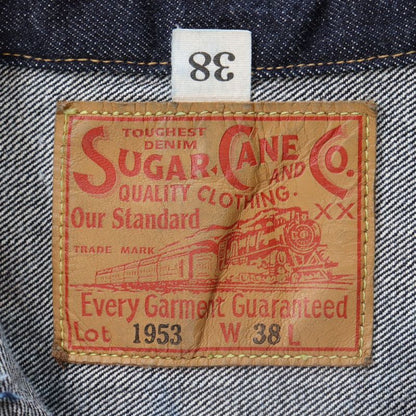 38
TOUGHEST
DENIM
SUGAR CANE AND CO.
QUALITY CLOTHING.
Our Standard XX
TRADE MARK
Every Garment Guaranteed
Lot 1953 W 38 L